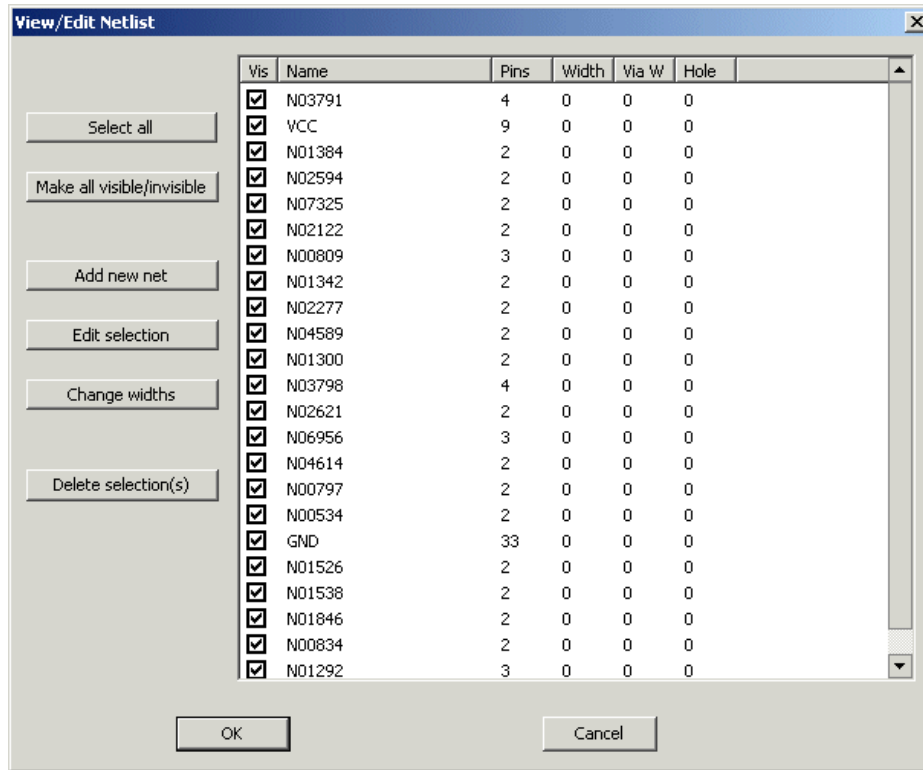 View/Edit Netlist
Vis Name Pins Width Via W Hole
N03791 4 0 0 0
VCC 9 0 0 0
N01384 2 0 0 0
N02594 2 0 0 0
N07325 2 0 0 0
N02122 2 0 0 0
N00809 3 0 0 0
N01342 2 0 0 0
N02277 2 0 0 0
N04589 2 0 0 0
N01300 2 0 0 0
N03798 4 0 0 0
N02621 2 0 0 0
N06956 3 0 0 0
N04614 2 0 0 0
N00797 2 0 0 0
N00534 2 0 0 0
GND 33 0 0 0
N01526 2 0 0 0
N01538 2 0 0 0
N01846 2 0 0 0
N00834 2 0 0 0
N01292 3 0 0 0
Select all
Make all visible/invisible
Add new net
Edit selection
Change widths
Delete selection(s)
OK
Cancel